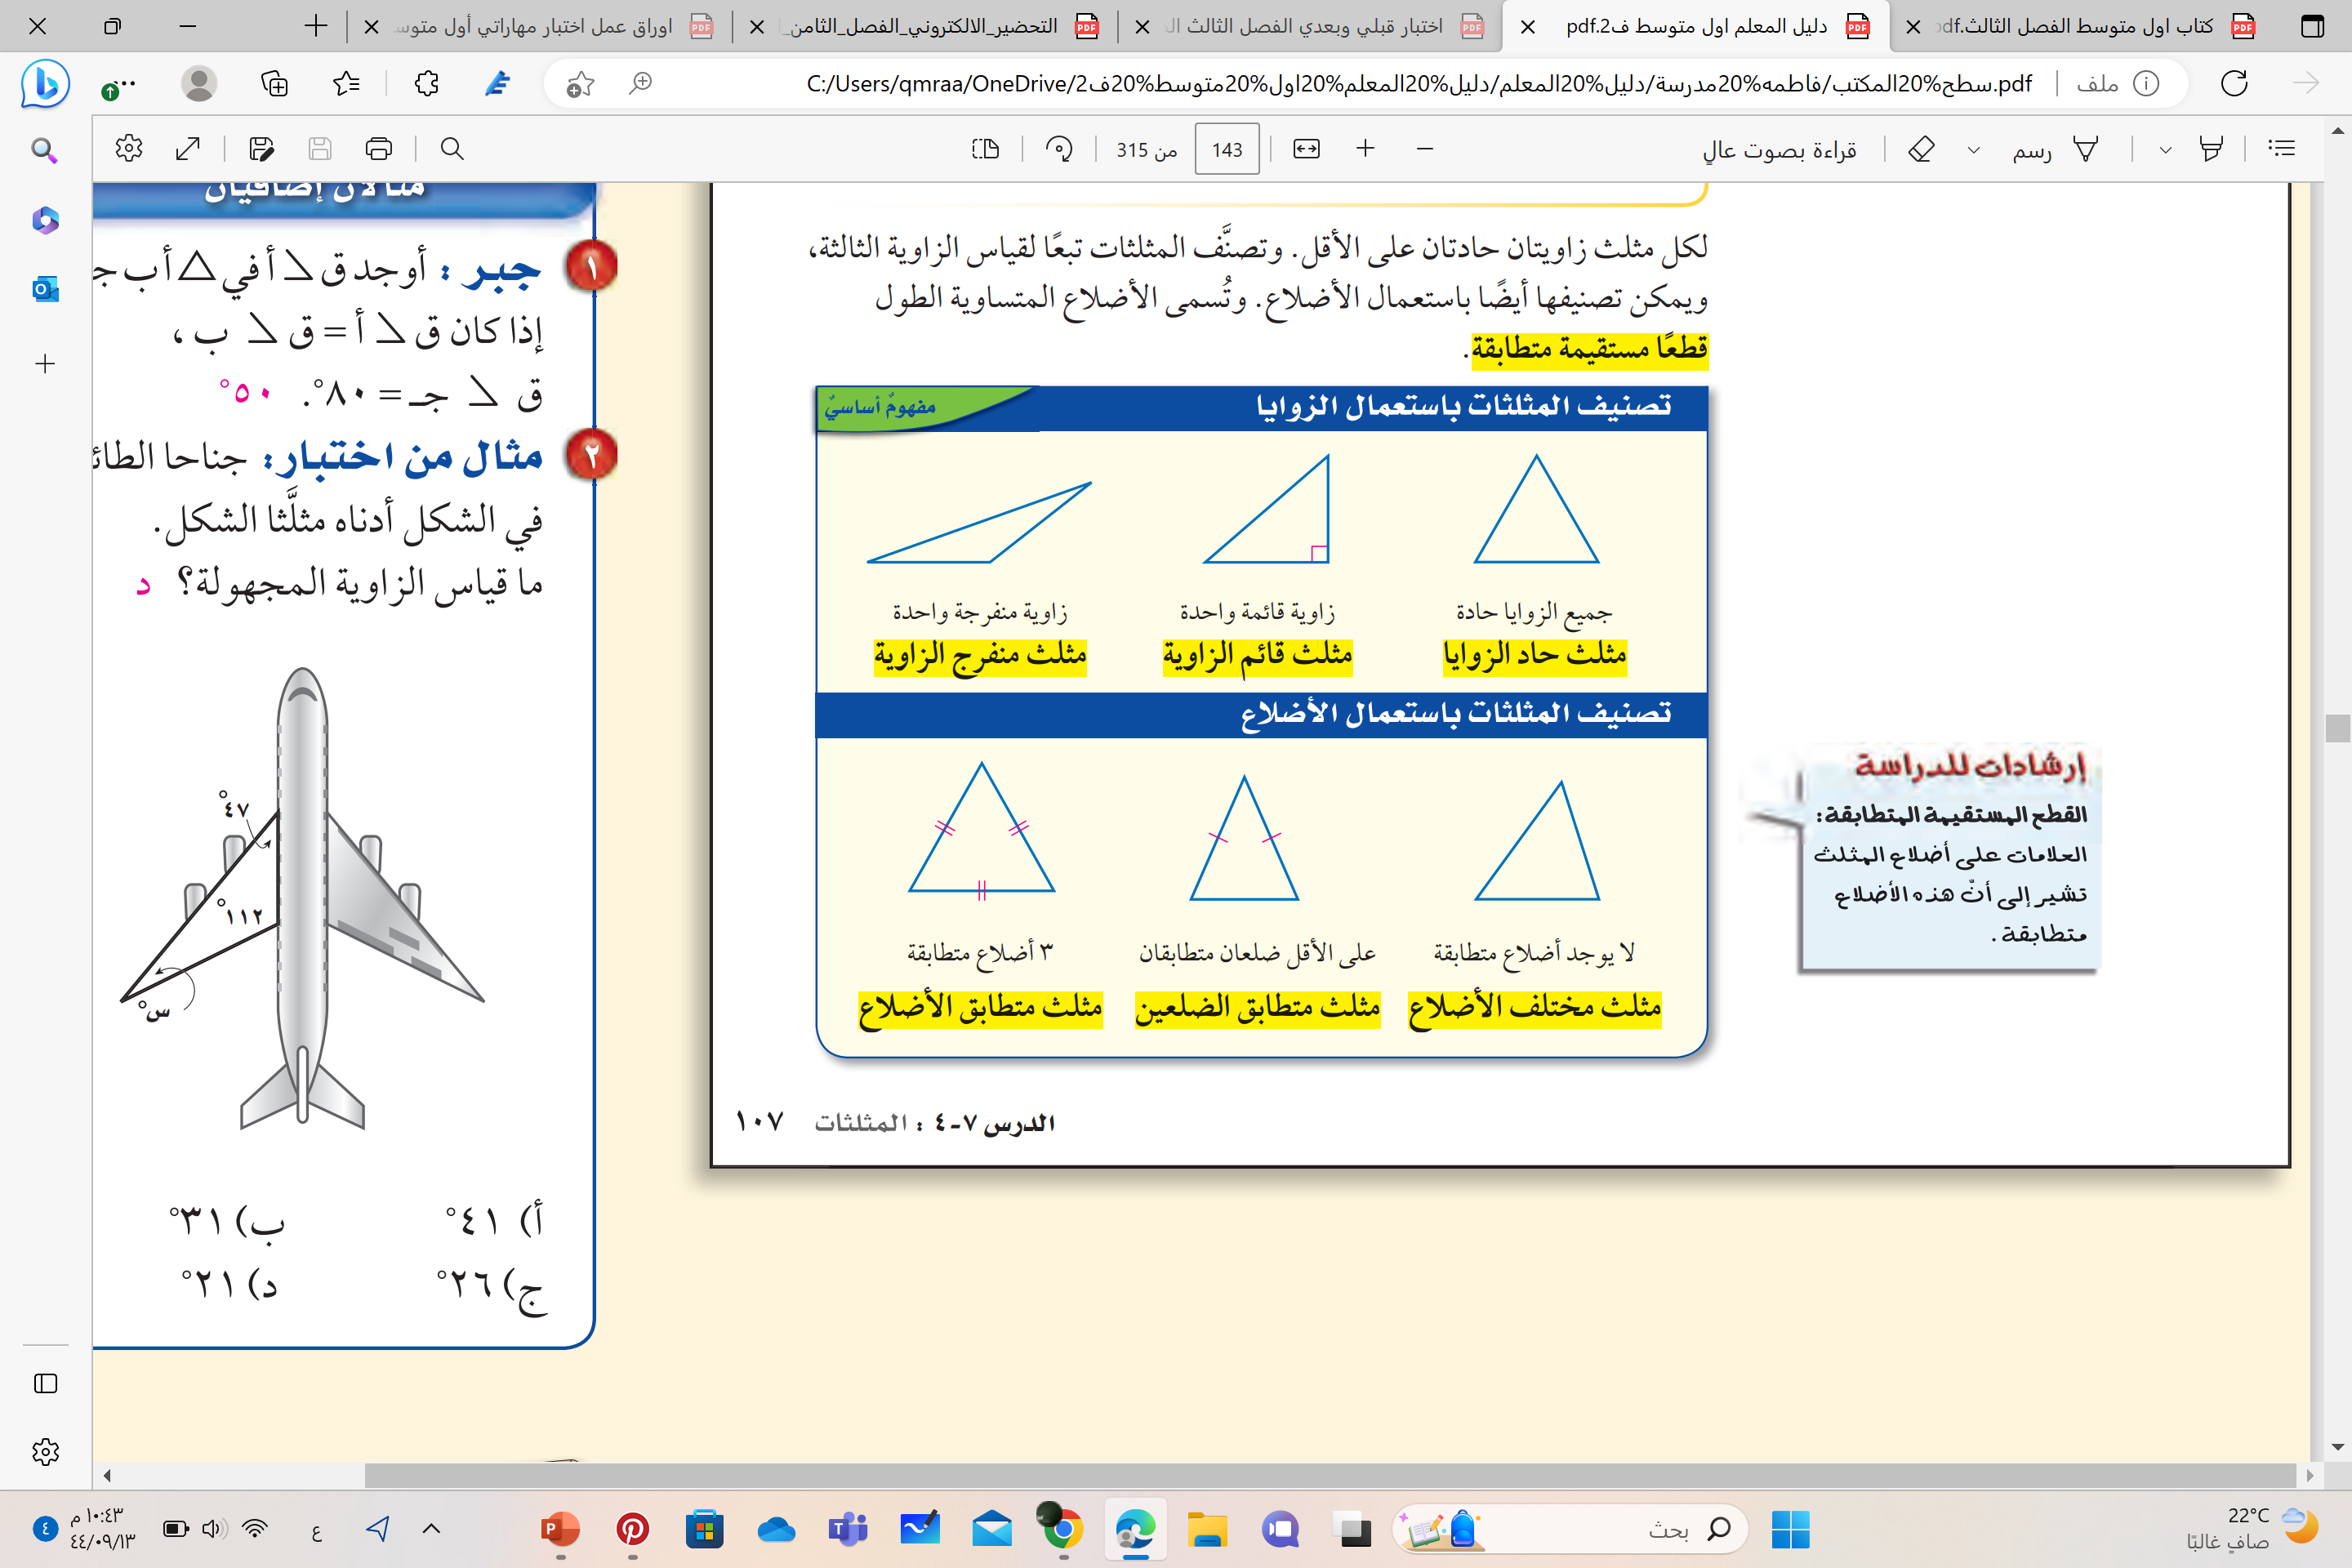 كتاب اول متوسط الفصل الثالث.pdf
دليل المعلم اول متوسط ف2.pdf
اختبار قبلي وبعدي الفصل الثالث
التحضير_الالكتروني_الفصل_الثامن_
اوراق عمل اختبار مهاراتي أول متوس
ملف
C:/Users/qmraa/OneDrive/سطح%20المكتب/فاطمه%20مدرسة/دليل%20المعلم/دليل%20المعلم%20اول%20متوسط%20ف2.pdf
رسم
قراءة بصوت عالٍ
143
من 315
لكل مثلث زاويتان حادتان على الأقل. وتصنَّف المثلثات تبعًا لقياس الزاوية الثالثة،
ويمكن تصنيفها أيضًا باستعمال الأضلاع. وتُسمى الأضلاع المتساوية الطول
قطعًا مستقيمة متطابقة.
تصنيف المثلثات باستعمال الزوايا
مفهومٌ أساسيٌ
جميع الزوايا حادة
زاوية قائمة واحدة
زاوية منفرجة واحدة
مثلث حاد الزوايا
مثلث قائم الزاوية
مثلث منفرج الزاوية
تصنيف المثلثات باستعمال الأضلاع
لا يوجد أضلاع متطابقة
على الأقل ضلعان متطابقان
٣ أضلاع متطابقة
مثلث مختلف الأضلاع
مثلث متطابق الضلعين
مثلث متطابق الأضلاع
إرشادات للدراسة
القطع المستقيمة المتطابقة:
العلامات على أضلاع المثلث
تشير إلى أنّ هذه الأضلاع
متطابقة.
الدرس ٧-٤ : المثلثات ١٠٧
مثالان إضافيان
١
جبر : أوجد ق∠أ في △ أ ب جـ
إذا كان ق∠أ = ق∠ ب ،
ق ∠ جـ = ٨٠°. ٥٠°
٢
مثال من اختبار: جناحا الطائ
في الشكل أدناه مثلَّثا الشكل.
ما قياس الزاوية المجهولة؟ د
٤٧°
١١٢°
س°
أ) ٤١° ب) ٣١°
ج) ٢٦° د) ٢١°
22°C
صافٍ غالبًا
بحث
ع
١٠:٤٣ م
٤٤/٠٩/١٣
٤